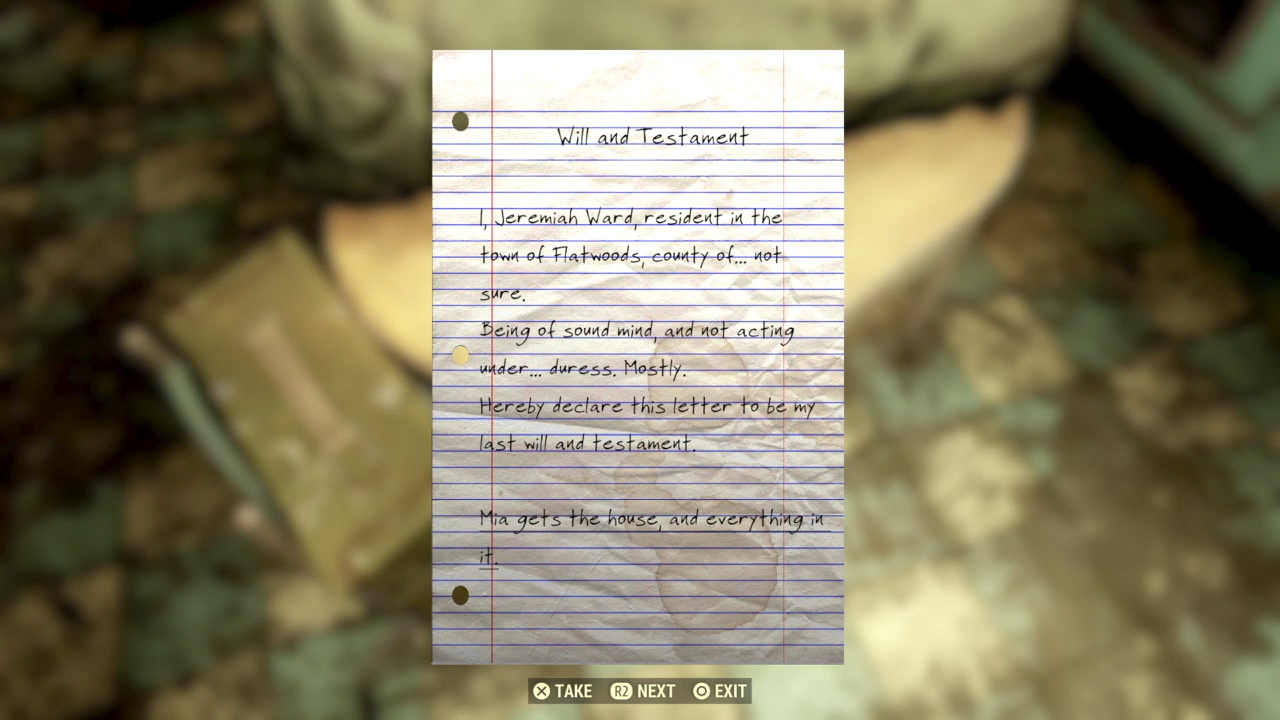 Will and Testament
I, Jeremiah Ward, resident in the
town of Flatwoods, county of... not
sure.
Being of sound mind, and not acting
under... duress. Mostly.
Hereby declare this letter to be my
last will and testament.
Mia gets the house, and everything in
it.
TAKE R2 NEXT EXIT